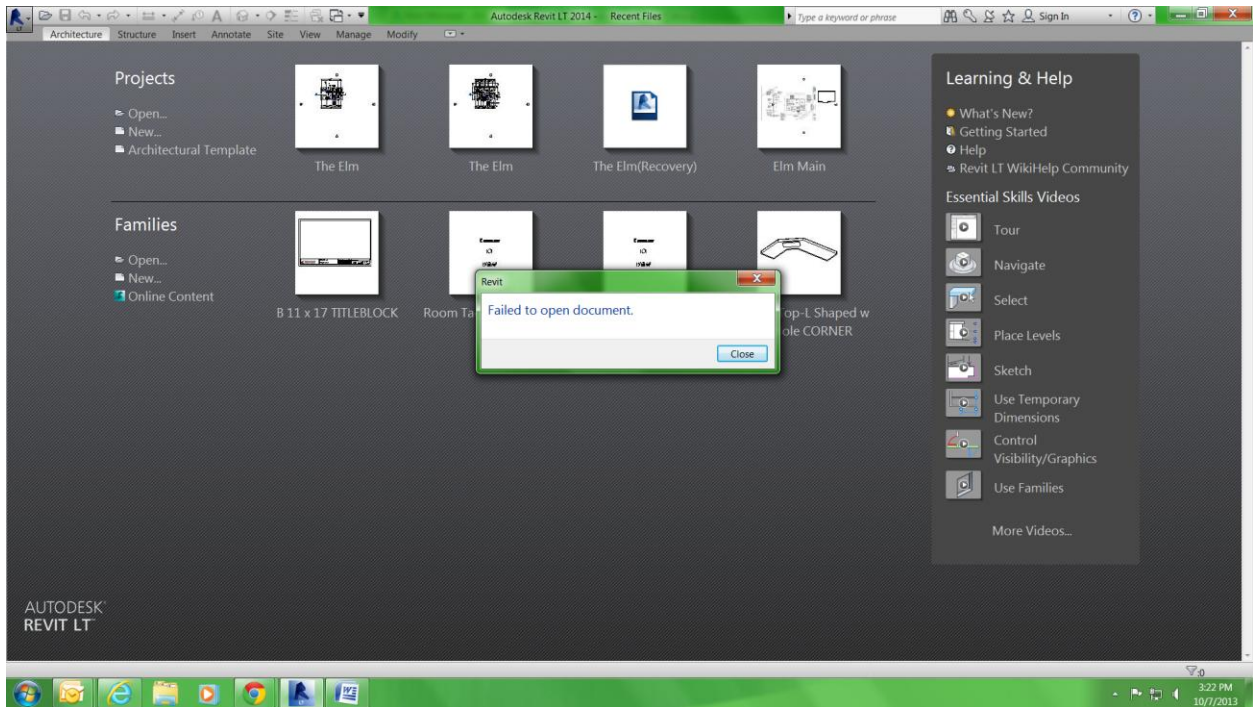 Autodesk Revit LT 2014 - Recent Files
Type a keyword or phrase
Sign In
LT
Architecture Structure Insert Annotate Site View Manage Modify
Projects
Open...
New...
Architectural Template
The Elm
The Elm
The Elm(Recovery)
Elm Main
Families
Open...
New...
Online Content
B 11 x 17 TITLEBLOCK
Room Ta
op-L Shaped w
ole CORNER
Revit
Failed to open document.
Close
Learning & Help
What's New?
Getting Started
Help
Revit LT WikiHelp Community
Essential Skills Videos
Tour
Navigate
Select
Place Levels
Sketch
Use Temporary
Dimensions
Control
Visibility/Graphics
Use Families
More Videos...
AUTODESK®
REVIT LT™
:0
3:22 PM
10/7/2013